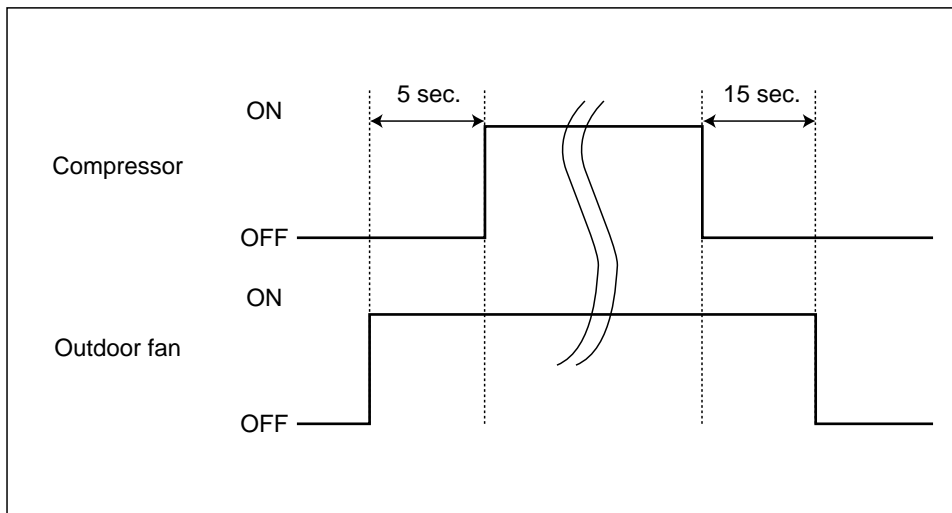 5 sec.
15 sec.
ON
Compressor
OFF
ON
Outdoor fan
OFF